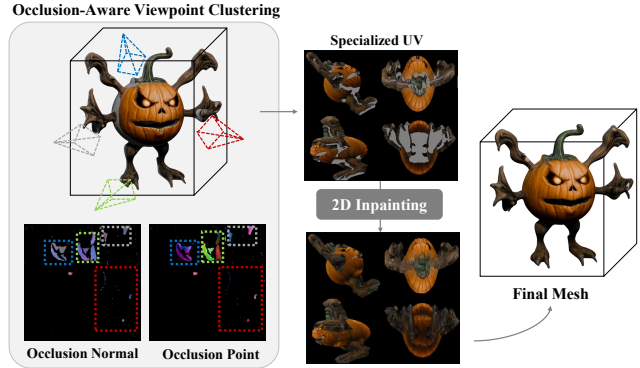 Occlusion-Aware Viewpoint Clustering
Specialized UV
2D Inpainting
Occlusion Normal
Occlusion Point
Final Mesh